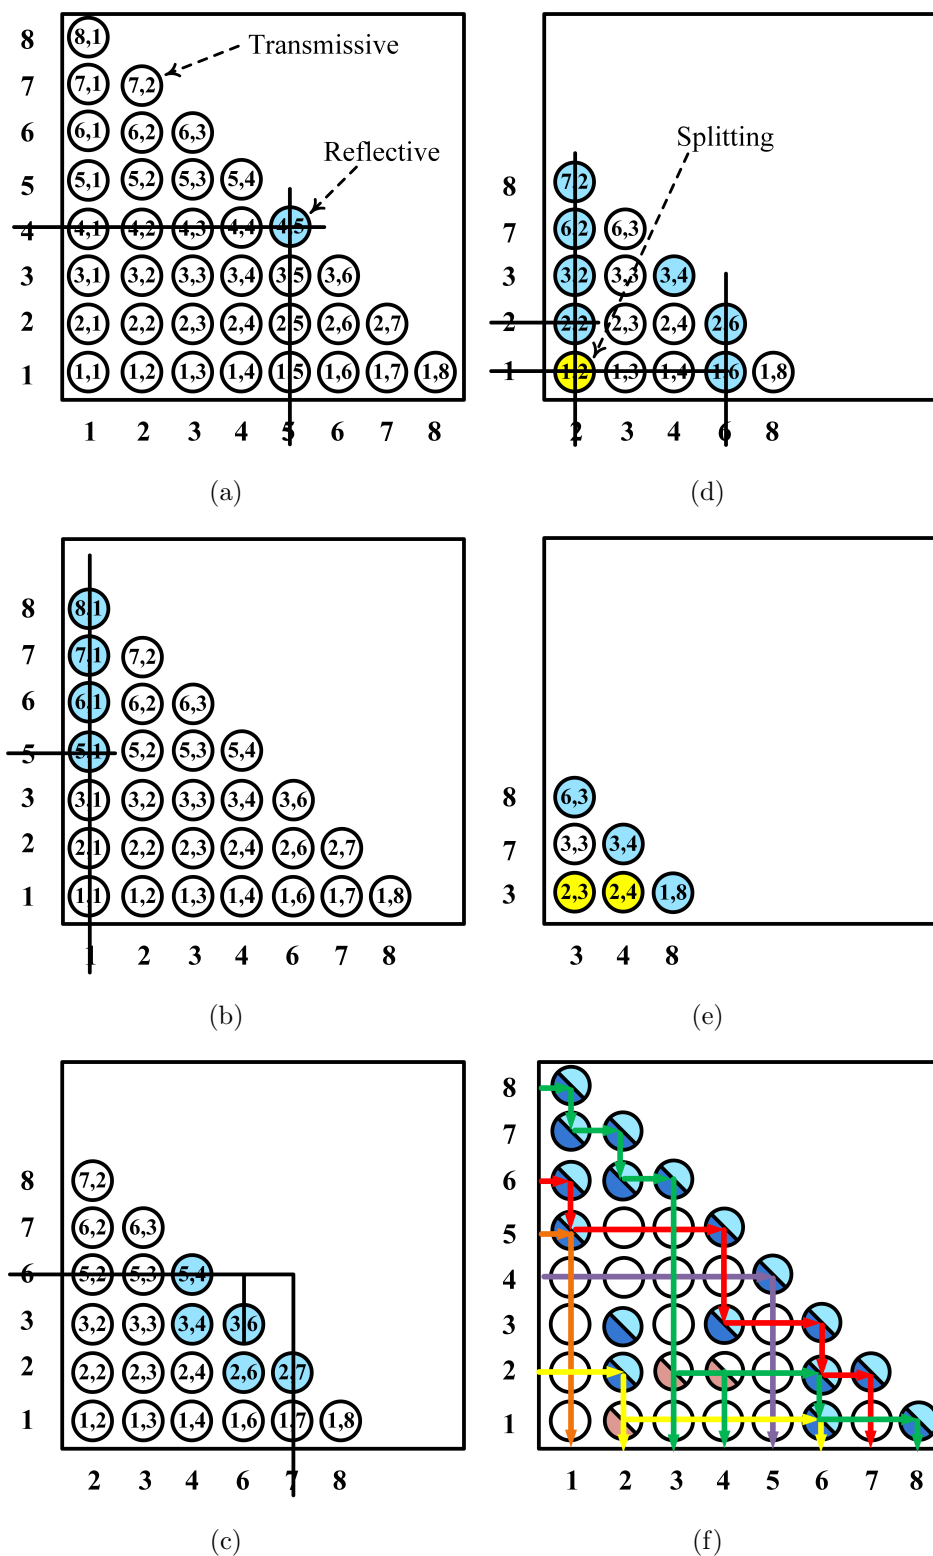 8 8,1
Transmissive
7 7,1 7,2
6 6,1 6,2 6,3
Reflective
5 5,1 5,2 5,3 5,4
4 4,1 4,2 4,3 4,4 4,5
3 3,1 3,2 3,3 3,4 3,5 3,6
2 2,1 2,2 2,3 2,4 2,5 2,6 2,7
1 1,1 1,2 1,3 1,4 1,5 1,6 1,7 1,8
1 2 3 4 5 6 7 8
(a)
8 8,1
7 7,1 7,2
6 6,1 6,2 6,3
5 5,1 5,2 5,3 5,4
3 3,1 3,2 3,3 3,4 3,6
2 2,1 2,2 2,3 2,4 2,6 2,7
1 1,1 1,2 1,3 1,4 1,6 1,7 1,8
1 2 3 4 6 7 8
(b)
8 7,2
7 6,2 6,3
6 5,2 5,3 5,4
3 3,2 3,3 3,4 3,6
2 2,2 2,3 2,4 2,6 2,7
1 1,2 1,3 1,4 1,6 1,7 1,8
2 3 4 6 7 8
(c)
Splitting
8 7,2
7 6,2 6,3
3 3,2 3,3 3,4
2 2,2 2,3 2,4 2,6
1 1,2 1,3 1,4 1,6 1,8
2 3 4 6 8
(d)
8 6,3
7 3,3 3,4
3 2,3 2,4 1,8
3 4 8
(e)
8
7
6
5
4
3
2
1
1 2 3 4 5 6 7 8
(f)